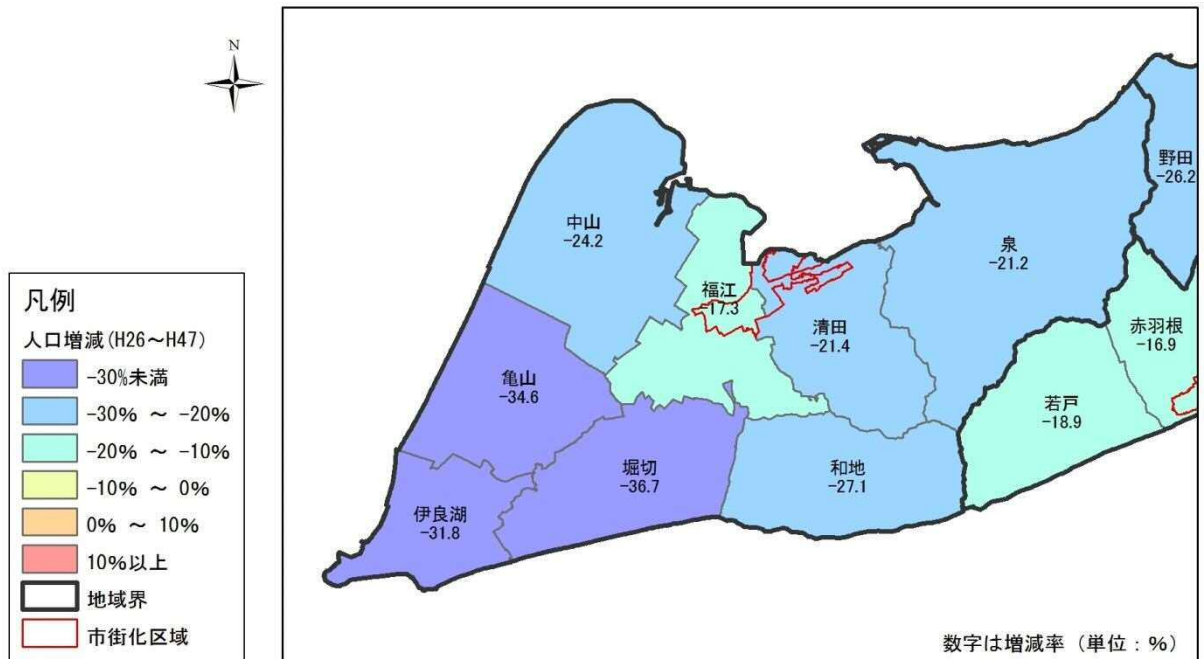 N
凡例
人口増減(H26～H47)
-30%未満
-30% ～ -20%
-20% ～ -10%
-10% ～ 0%
0% ～ 10%
10%以上
地域界
市街化区域
中山
-24.2
福江
-17.3
清田
-21.4
泉
-21.2
野田
-26.2
赤羽根
-16.9
若戸
-18.9
亀山
-34.6
堀切
-36.7
和地
-27.1
伊良湖
-31.8
数字は増減率（単位：%）